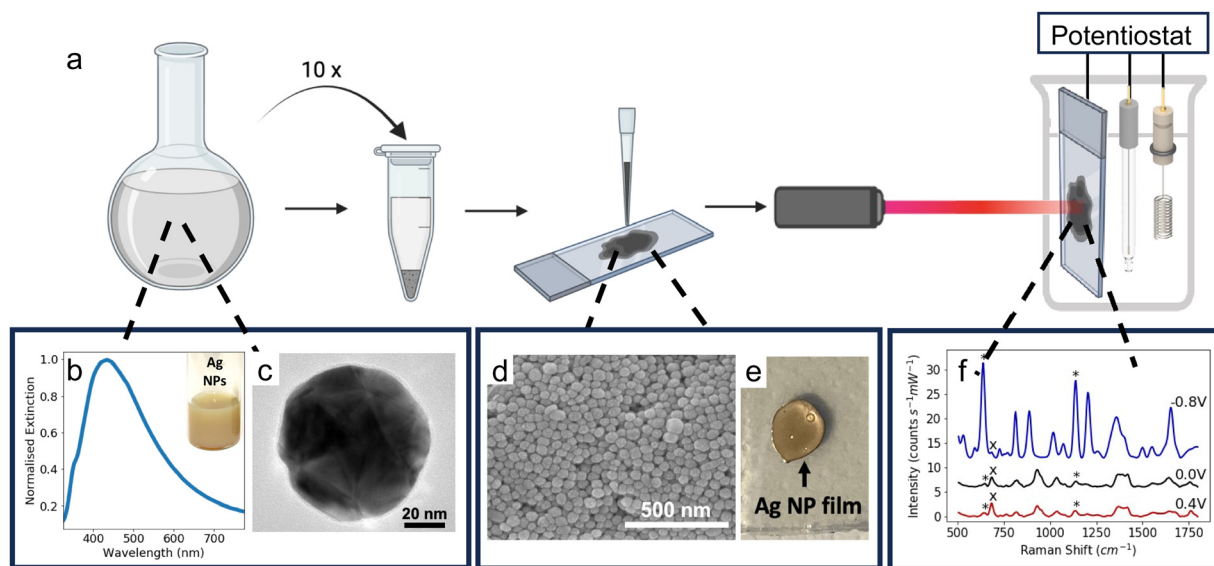 Potentiostat
a
10 x
b
Ag
NPs
Normalised Extinction
1.0
0.8
0.6
0.4
0.2
400
500
600
700
Wavelength (nm)
c
20 nm
d
500 nm
e
Ag NP film
f
Intensity (counts s⁻¹mW⁻¹)
30
25
20
15
10
5
0
*
*
-0.8V
x
*
*
0.0V
x
*
*
0.4V
500
750
1000
1250
1500
1750
Raman Shift (cm⁻¹)